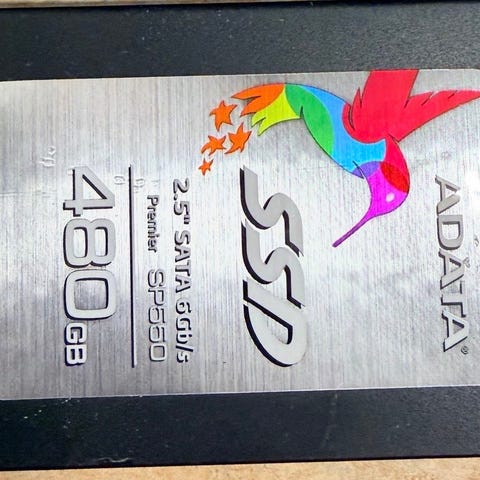 ADATA®
SSD
2.5" SATA 6Gb/s
Premier SP550
480GB